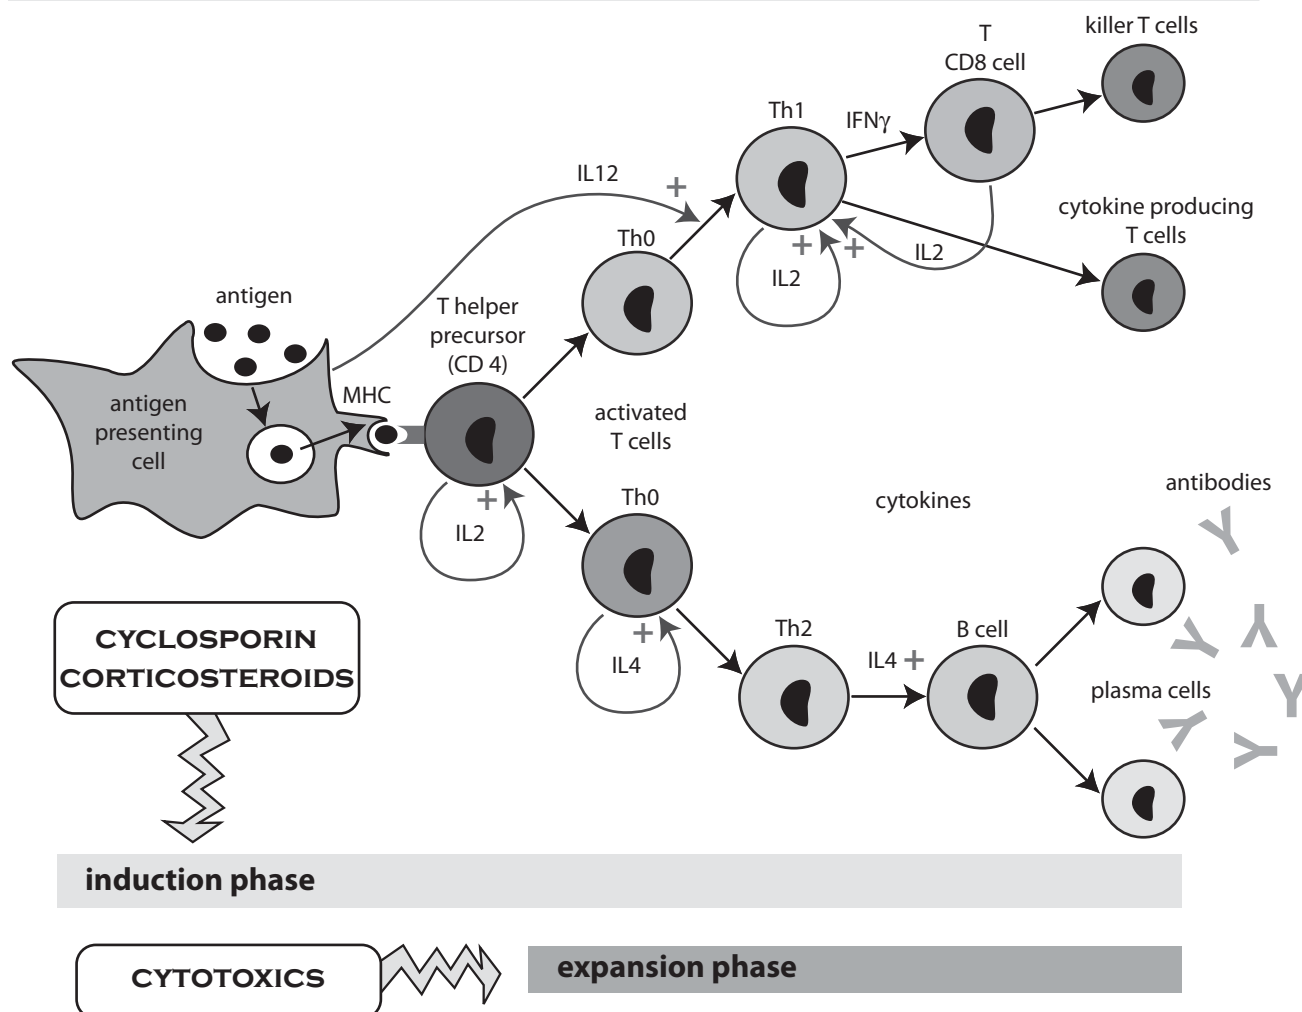 killer T cells
T
CD8 cell
Th1
IFNγ
IL12
+
cytokine producing
T cells
Th0
+
+
IL2
IL2
antigen
T helper
precursor
(CD 4)
MHC
antigen
presenting
cell
activated
T cells
antibodies
Th0
cytokines
+
IL2
CYCLOSPORIN
CORTICOSTEROIDS
+
IL4
Th2
IL4 +
B cell
plasma cells
induction phase
CYTOTOXICS
expansion phase